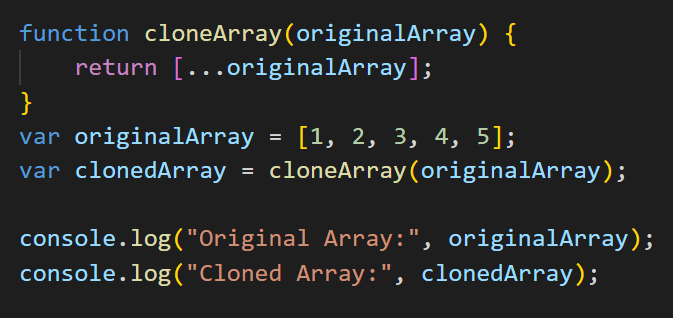 function cloneArray(originalArray) {
    return [...originalArray];
}
var originalArray = [1, 2, 3, 4, 5];
var clonedArray = cloneArray(originalArray);

console.log("Original Array:", originalArray);
console.log("Cloned Array:", clonedArray);